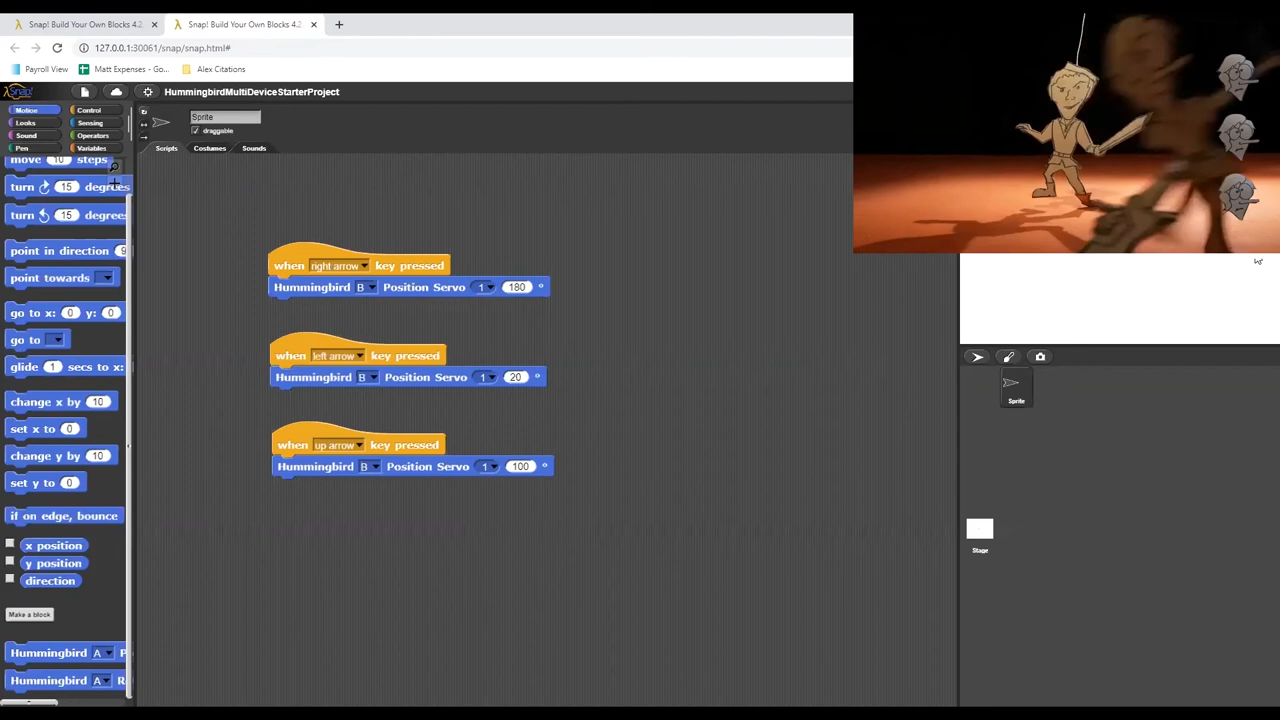 Snap! Build Your Own Blocks 4.2. Snap! Build Your Own Blocks 4.2
127.0.0.1:30061/snap/snap.html#
Payroll View Matt Expenses - Go... Alex Citations
Snap! HummingbirdMultiDeviceStarterProject
Motion Control
Looks Sensing
Sound Operators
Pen Variables
Sprite
draggable
Scripts Costumes Sounds
move 10 steps
turn 15 degrees
turn 15 degrees
point in direction 9
point towards
go to x: 0 y: 0
go to
glide 1 secs to x:
change x by 10
set x to 0
change y by 10
set y to 0
if on edge, bounce
x position
y position
direction
Make a block
Hummingbird A P
Hummingbird A R
when right arrow key pressed
Hummingbird B Position Servo 1 180 °
when left arrow key pressed
Hummingbird B Position Servo 1 20 °
when up arrow key pressed
Hummingbird B Position Servo 1 100 °
Sprite
Stage